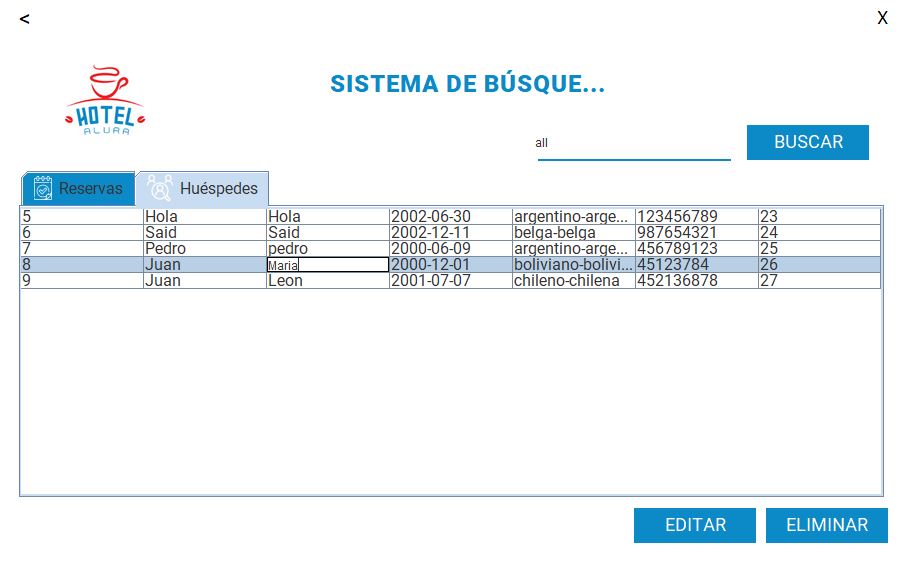 < X
HOTEL
ALURA
SISTEMA DE BÚSQUE...
all BUSCAR
Reservas Huéspedes
5 Hola Hola 2002-06-30 argentino-arge... 123456789 23
6 Said Said 2002-12-11 belga-belga 987654321 24
7 Pedro pedro 2000-06-09 argentino-arge... 456789123 25
8 Juan Maria 2000-12-01 boliviano-bolivi... 45123784 26
9 Juan Leon 2001-07-07 chileno-chilena 452136878 27
EDITAR ELIMINAR